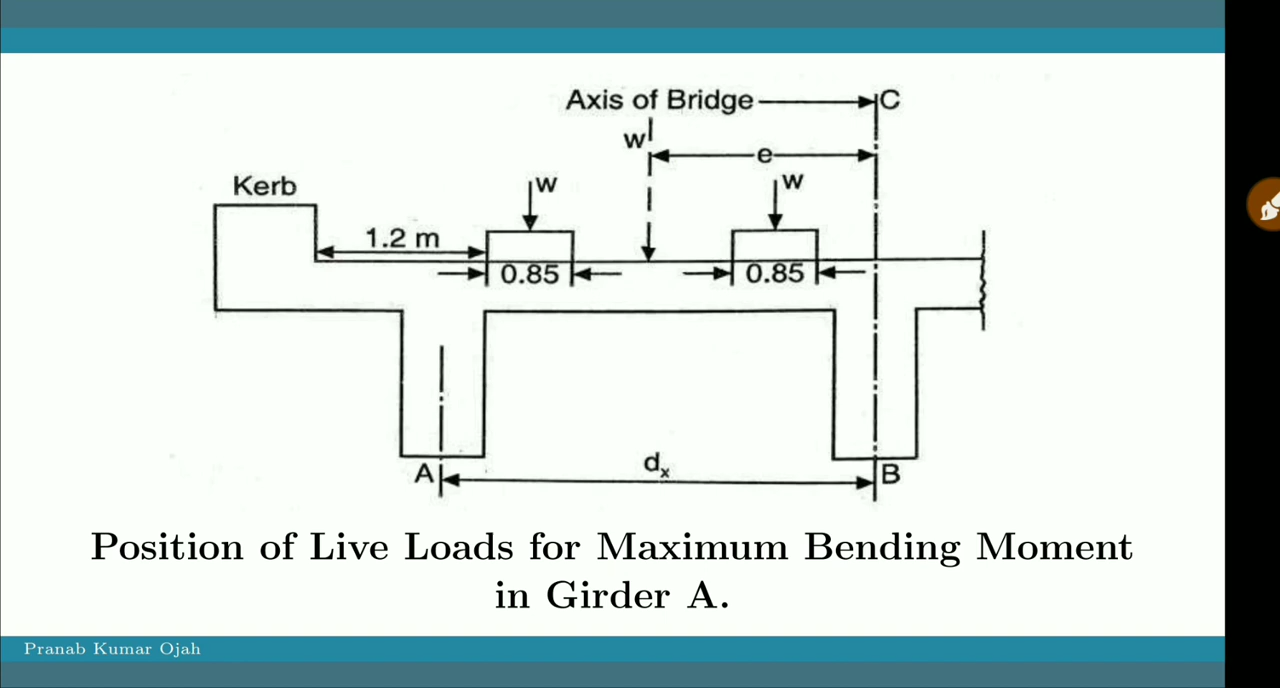 Axis of Bridge
C
w
e
Kerb
w
w
1.2 m
0.85
0.85
A
dₓ
B
Position of Live Loads for Maximum Bending Moment
in Girder A.
Pranab Kumar Ojah